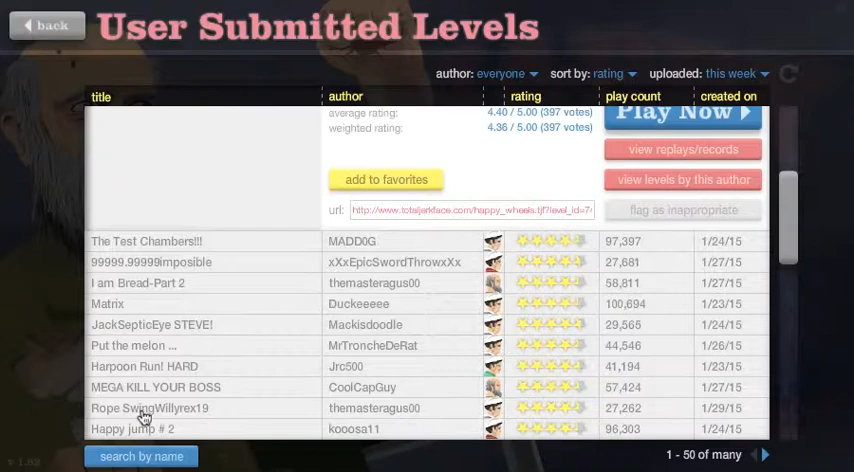 back
User Submitted Levels
author: everyone sort by: rating uploaded: this week
title author rating play count created on
average rating: 4.40 / 5.00 (397 votes)
weighted rating: 4.36 / 5.00 (397 votes)
Play Now
view replays/records
add to favorites
view levels by this author
url: http://www.totaljerkface.com/happy_wheels.tjf?level_id=7
flag as inappropriate
The Test Chambers!!! MADD0G 97,397 1/24/15
99999.99999imposible xXxEpicSwordThrowxXx 27,681 1/27/15
I am Bread-Part 2 themasteragus00 58,811 1/27/15
Matrix Duckeeeee 100,694 1/23/15
JackSepticEye STEVE! Mackisdoodle 29,565 1/24/15
Put the melon ... MrTroncheDeRat 44,546 1/26/15
Harpoon Run! HARD Jrc500 41,194 1/23/15
MEGA KILL YOUR BOSS CoolCapGuy 57,424 1/27/15
Rope SwingWillyrex19 themasteragus00 27,262 1/29/15
Happy jump # 2 kooosa11 96,303 1/24/15
search by name
1 - 50 of many
v 1.82